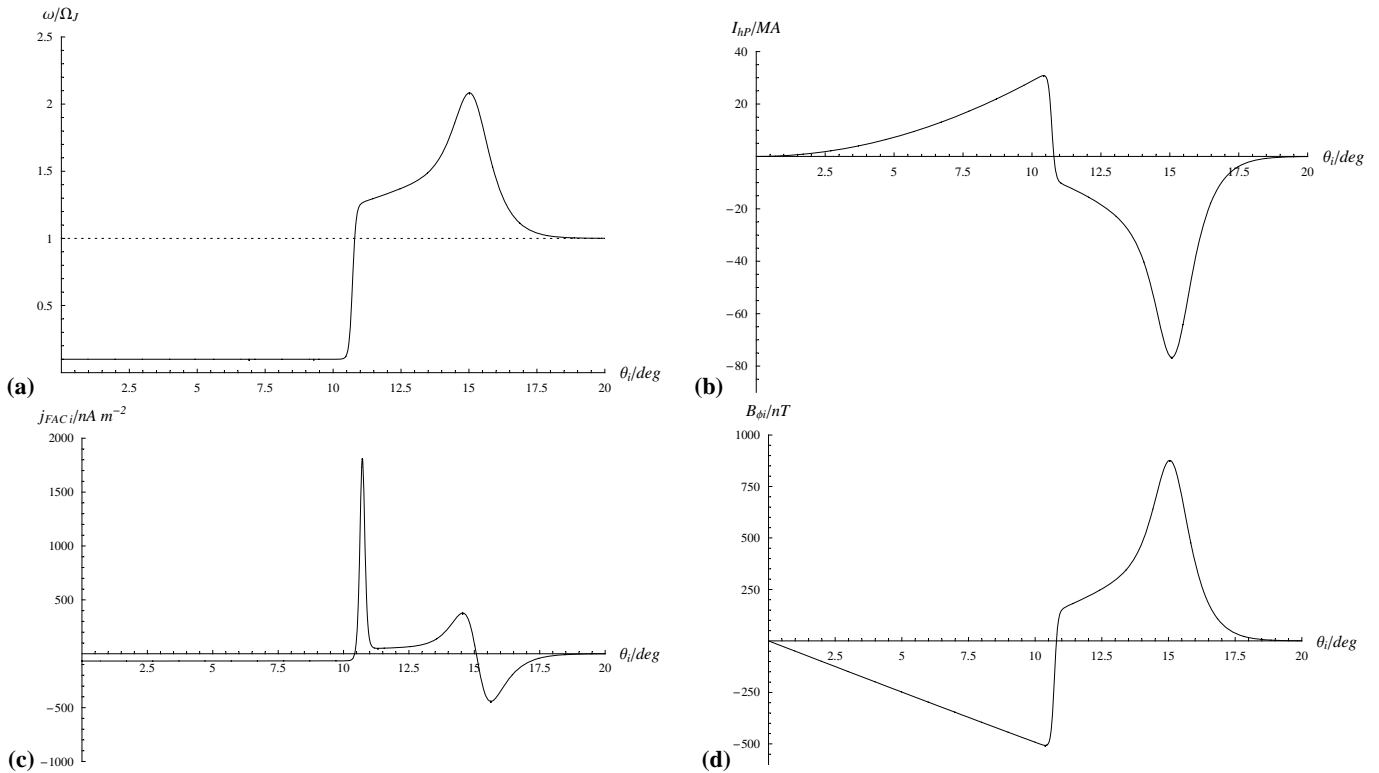 ω/Ω_J
2.5
2
1.5
1
0.5
2.5 5 7.5 10 12.5 15 17.5 20
θ_i/deg
(a)
I_hP/MA
40
20
−20
−40
−60
−80
2.5 5 7.5 10 12.5 15 17.5 20
θ_i/deg
(b)
j_FAC i/nA m^−2
2000
1500
1000
500
−500
−1000
2.5 5 7.5 10 12.5 15 17.5 20
θ_i/deg
(c)
B_ϕi/nT
1000
750
500
250
−250
−500
2.5 5 7.5 10 12.5 15 17.5 20
θ_i/deg
(d)